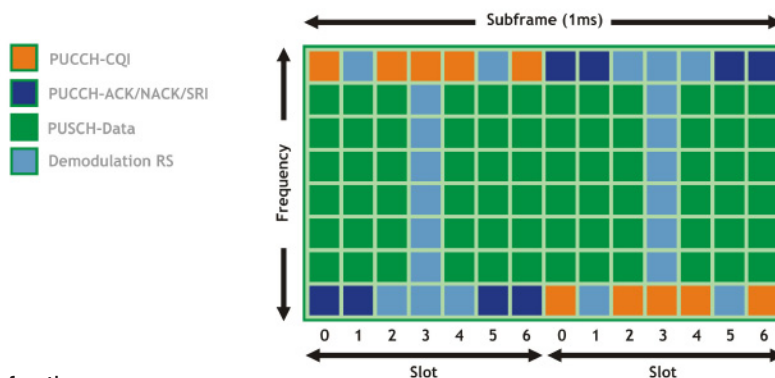 Subframe (1ms)
PUCCH-CQI
PUCCH-ACK/NACK/SRI
PUSCH-Data
Demodulation RS
Frequency
0 1 2 3 4 5 6 0 1 2 3 4 5 6
Slot Slot